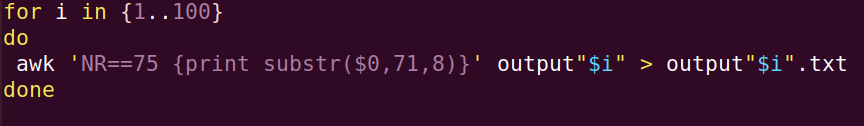 for i in {1..100}
do
 awk 'NR==75 {print substr($0,71,8)}' output"$i" > output"$i".txt
done